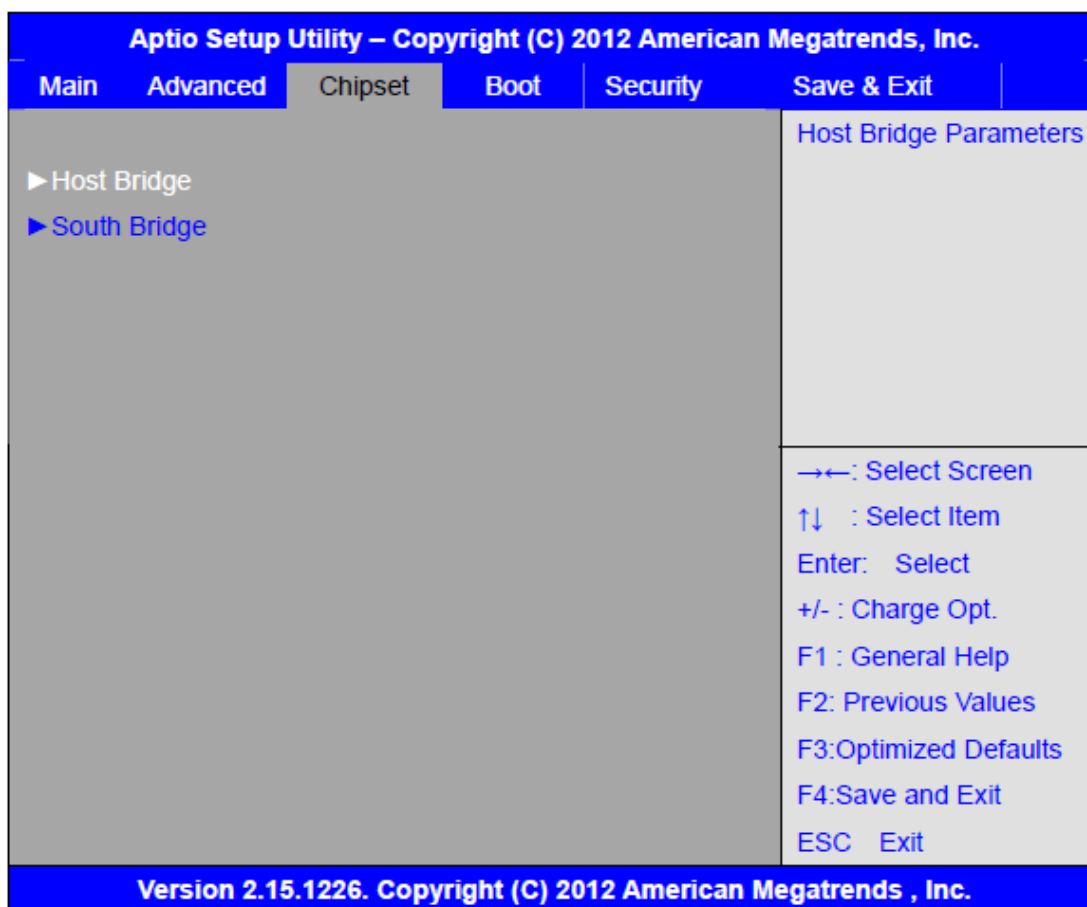 Aptio Setup Utility – Copyright (C) 2012 American Megatrends, Inc.
Main Advanced Chipset Boot Security Save & Exit
►Host Bridge
►South Bridge
Host Bridge Parameters
→←: Select Screen
↑↓ : Select Item
Enter: Select
+/- : Charge Opt.
F1 : General Help
F2: Previous Values
F3:Optimized Defaults
F4:Save and Exit
ESC Exit
Version 2.15.1226. Copyright (C) 2012 American Megatrends , Inc.